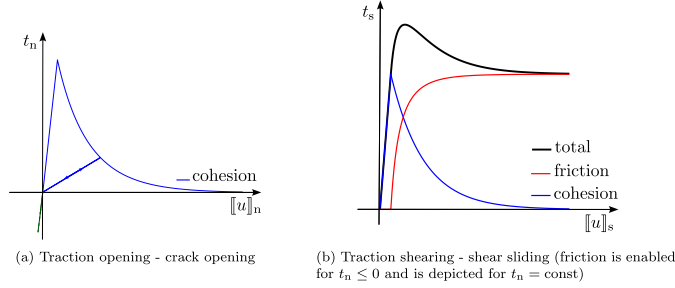 t_n
cohesion
⟦u⟧_n
(a) Traction opening - crack opening
t_s
total
friction
cohesion
⟦u⟧_s
(b) Traction shearing - shear sliding (friction is enabled
for t_n ≤ 0 and is depicted for t_n = const)